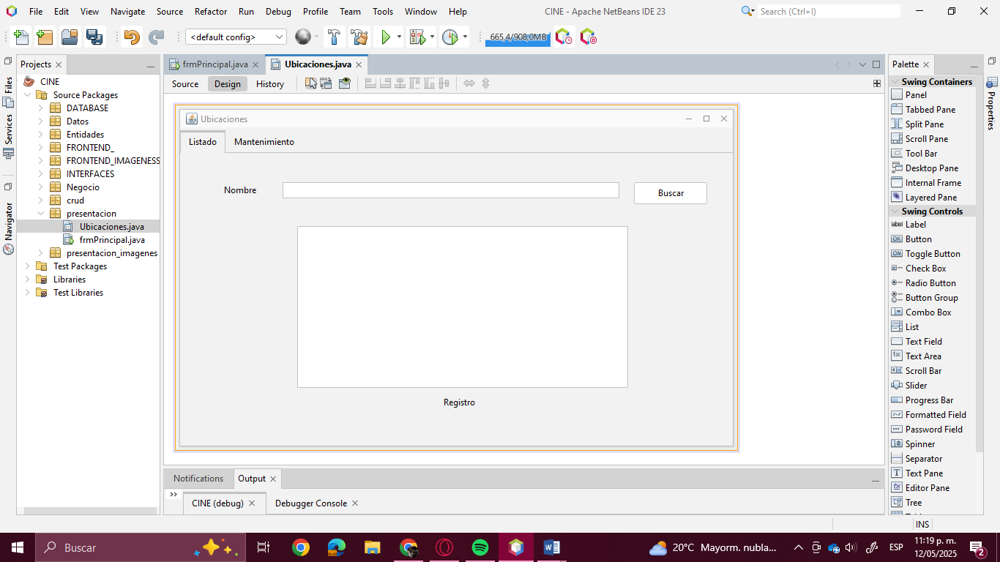 File Edit View Navigate Source Refactor Run Debug Profile Team Tools Window Help
CINE - Apache NetBeans IDE 23
Search (Ctrl+I)
<default config>
665,4/908,0MB
Files
Services
Navigator
Projects
CINE
Source Packages
DATABASE
Datos
Entidades
FRONTEND_
FRONTEND_IMAGENESS
INTERFACES
Negocio
crud
presentacion
Ubicaciones.java
frmPrincipal.java
presentacion_imagenes
Test Packages
Libraries
Test Libraries
frmPrincipal.java Ubicaciones.java
Source Design History
Ubicaciones
Listado Mantenimiento
Nombre
Buscar
Registro
Notifications Output
CINE (debug) Debugger Console
Palette
Swing Containers
Panel
Tabbed Pane
Split Pane
Scroll Pane
Tool Bar
Desktop Pane
Internal Frame
Layered Pane
Swing Controls
label Label
OK Button
ON Toggle Button
Check Box
Radio Button
Button Group
Combo Box
List
Text Field
Text Area
Scroll Bar
Slider
Progress Bar
Formatted Field
Password Field
Spinner
Separator
Text Pane
Editor Pane
Tree
Properties
INS
Buscar
20°C Mayorm. nubla...
ESP
11:19 p. m.
12/05/2025
2